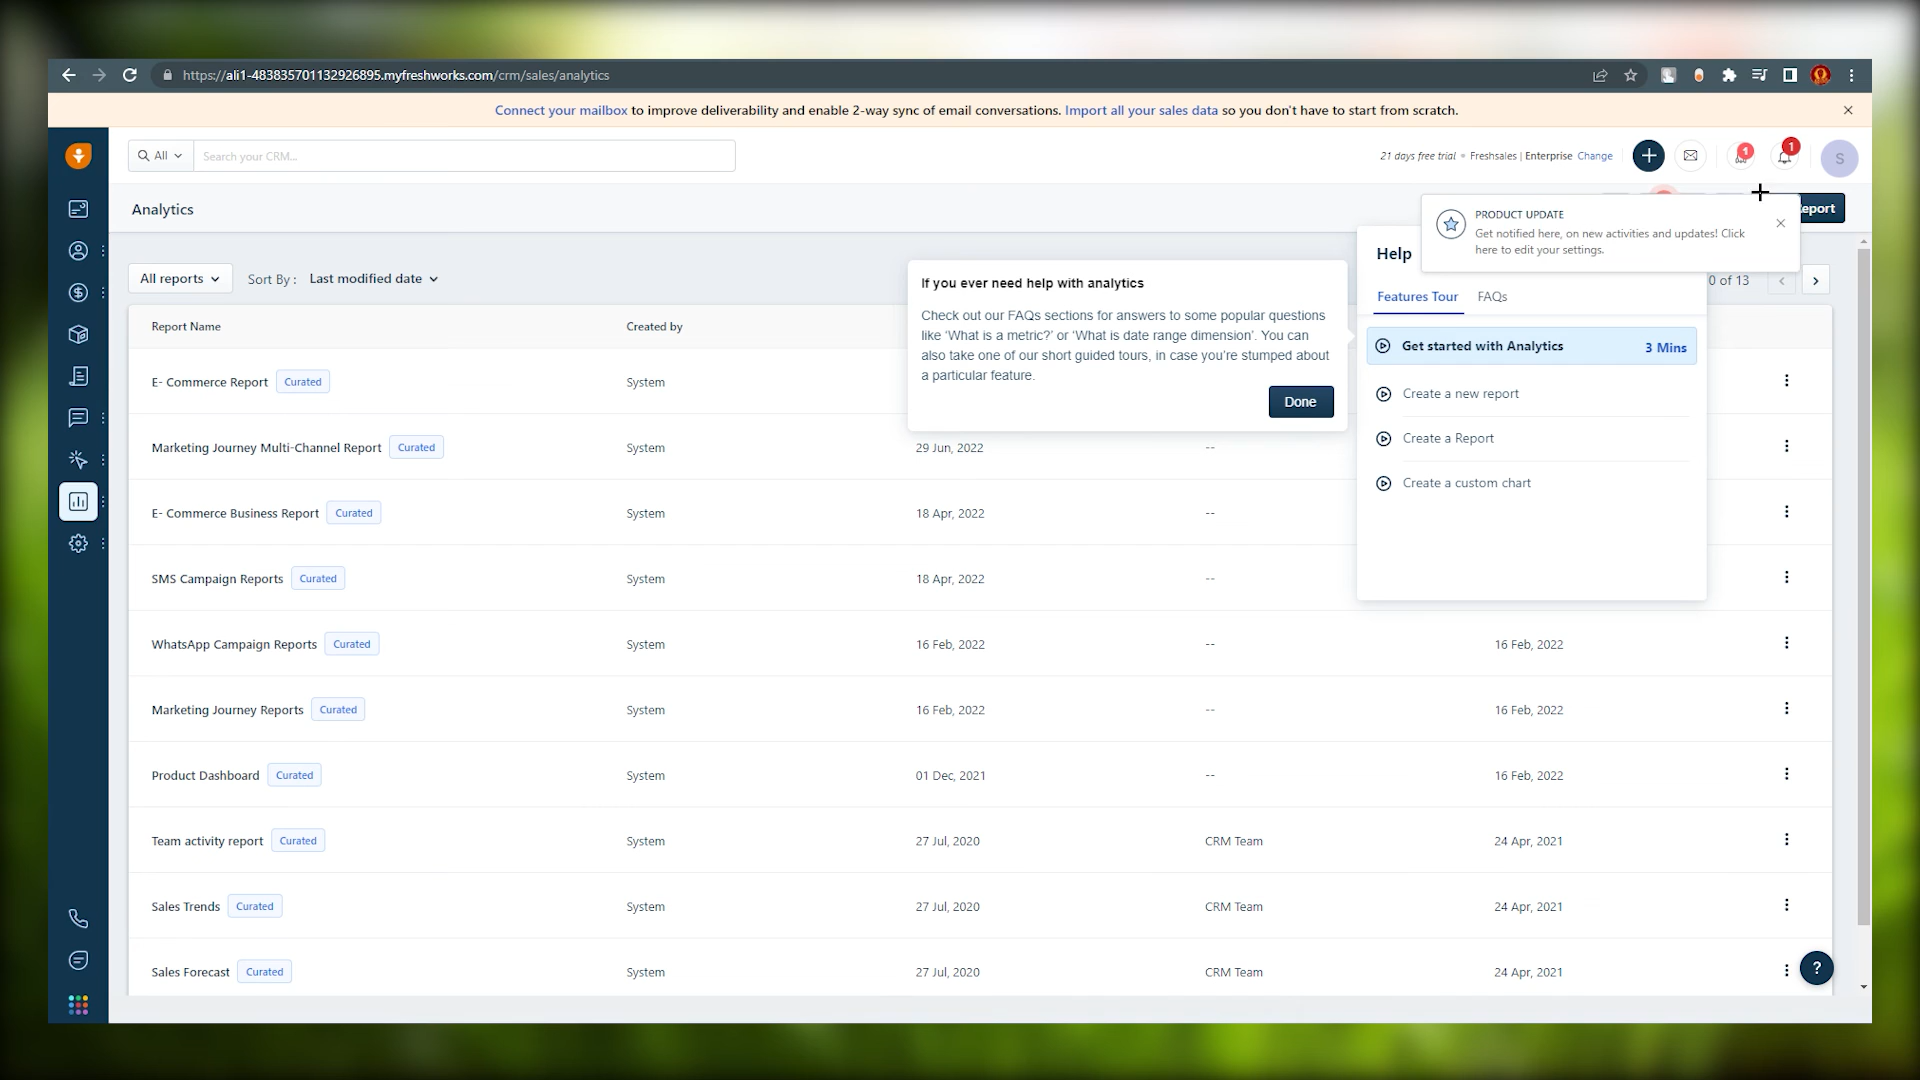 https://ali1-483835701132926895.myfreshworks.com/crm/sales/analytics
Connect your mailbox to improve deliverability and enable 2-way sync of email conversations. Import all your sales data so you don't have to start from scratch.
All
Search your CRM...
21 days free trial
Freshsales | Enterprise Change
1
1
S
Analytics
eport
PRODUCT UPDATE
Get notified here, on new activities and updates! Click
here to edit your settings.
Help
All reports
Sort By :
Last modified date
0 of 13
If you ever need help with analytics
Check out our FAQs sections for answers to some popular questions
like ‘What is a metric?’ or ‘What is date range dimension’. You can
also take one of our short guided tours, in case you’re stumped about
a particular feature.
Done
Features Tour
FAQs
Get started with Analytics
3 Mins
Create a new report
Create a Report
Create a custom chart
Report Name
Created by
E- Commerce Report
Curated
System
Marketing Journey Multi-Channel Report
Curated
System
29 Jun, 2022
--
E- Commerce Business Report
Curated
System
18 Apr, 2022
--
SMS Campaign Reports
Curated
System
18 Apr, 2022
--
WhatsApp Campaign Reports
Curated
System
16 Feb, 2022
--
16 Feb, 2022
Marketing Journey Reports
Curated
System
16 Feb, 2022
--
16 Feb, 2022
Product Dashboard
Curated
System
01 Dec, 2021
--
16 Feb, 2022
Team activity report
Curated
System
27 Jul, 2020
CRM Team
24 Apr, 2021
Sales Trends
Curated
System
27 Jul, 2020
CRM Team
24 Apr, 2021
Sales Forecast
Curated
System
27 Jul, 2020
CRM Team
24 Apr, 2021
?